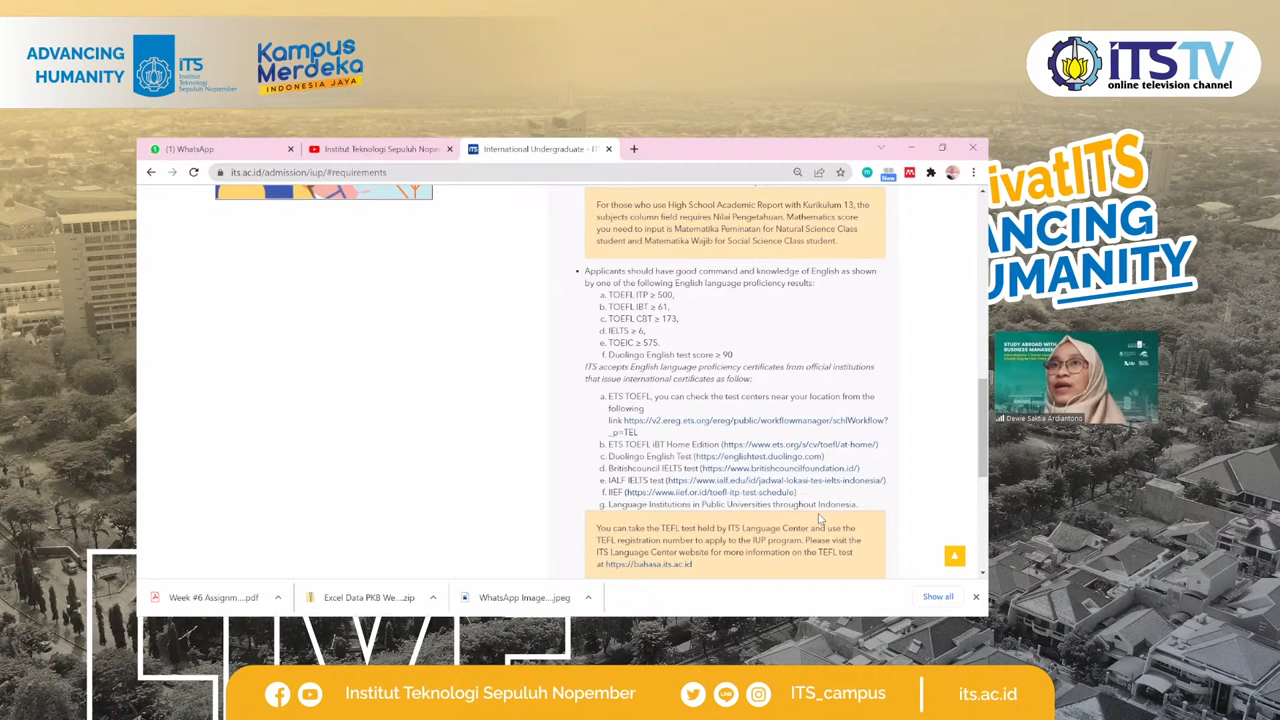 ADVANCING
HUMANITY
iTS
Institut
Teknologi
Sepuluh Nopember
Kampus
Merdeka
INDONESIA JAYA
iTSTV
online television channel
(1) WhatsApp
Institut Teknologi Sepuluh Nope
International Undergraduate - IT
its.ac.id/admission/iup/#requirements
New
For those who use High School Academic Report with Kurikulum 13, the
subjects column field requires Nilai Pengetahuan. Mathematics score
you need to input is Matematika Peminatan for Natural Science Class
student and Matematika Wajib for Social Science Class student.
• Applicants should have good command and knowledge of English as shown
by one of the following English language proficiency results:
a. TOEFL ITP ≥ 500,
b. TOEFL IBT ≥ 61,
c. TOEFL CBT ≥ 173,
d. IELTS ≥ 6,
e. TOEIC ≥ 575.
f. Duolingo English test score ≥ 90
ITS accepts English language proficiency certificates from official institutions
that issue international certificates as follow:
a. ETS TOEFL, you can check the test centers near your location from the
following
link https://v2.ereg.ets.org/ereg/public/workflowmanager/schlWorkflow?
_p=TEL
b. ETS TOEFL iBT Home Edition (https://www.ets.org/s/cv/toefl/at-home/)
c. Duolingo English Test (https://englishtest.duolingo.com)
d. Britishcouncil IELTS test (https://www.britishcouncilfoundation.id/)
e. IALF IELTS test (https://www.ialf.edu/id/jadwal-lokasi-tes-ielts-indonesia/)
f. IIEF (https://www.iief.or.id/toefl-itp-test-schedule)
g. Language Institutions in Public Universities throughout Indonesia.
You can take the TEFL test held by ITS Language Center and use the
TEFL registration number to apply to the IUP program. Please visit the
ITS Language Center website for more information on the TEFL test
at https://bahasa.its.ac.id
ivatITS
ANCING
UMANITY
STUDY ABROAD WITH
Dewie Saktia Ardiantono
Week #6 Assignm....pdf
Excel Data PKB We....zip
WhatsApp Image....jpeg
Show all
Institut Teknologi Sepuluh Nopember
ITS_campus
its.ac.id